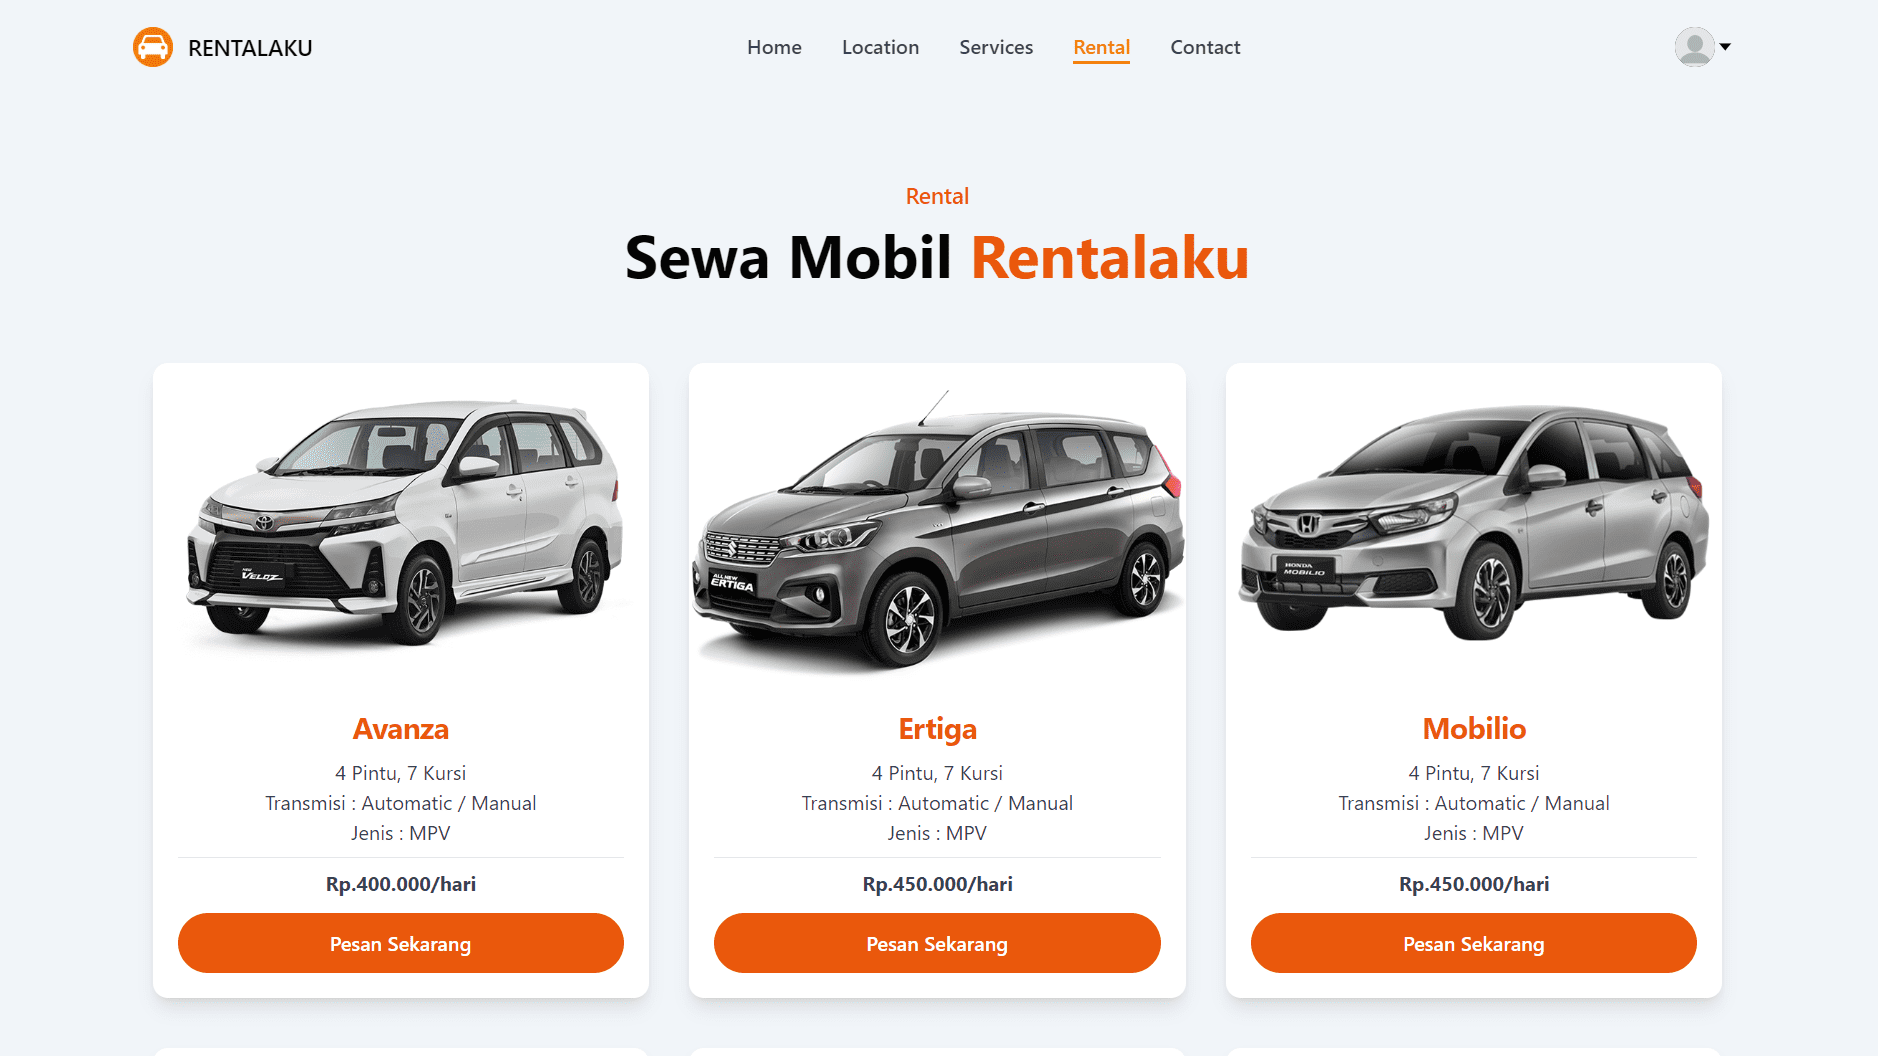 RENTALAKU
Home Location Services Rental Contact
Rental
Sewa Mobil Rentalaku
NEW VELOZ
ALL NEW ERTIGA
HONDA MOBILIO
Avanza
4 Pintu, 7 Kursi
Transmisi : Automatic / Manual
Jenis : MPV
Rp.400.000/hari
Pesan Sekarang
Ertiga
4 Pintu, 7 Kursi
Transmisi : Automatic / Manual
Jenis : MPV
Rp.450.000/hari
Pesan Sekarang
Mobilio
4 Pintu, 7 Kursi
Transmisi : Automatic / Manual
Jenis : MPV
Rp.450.000/hari
Pesan Sekarang